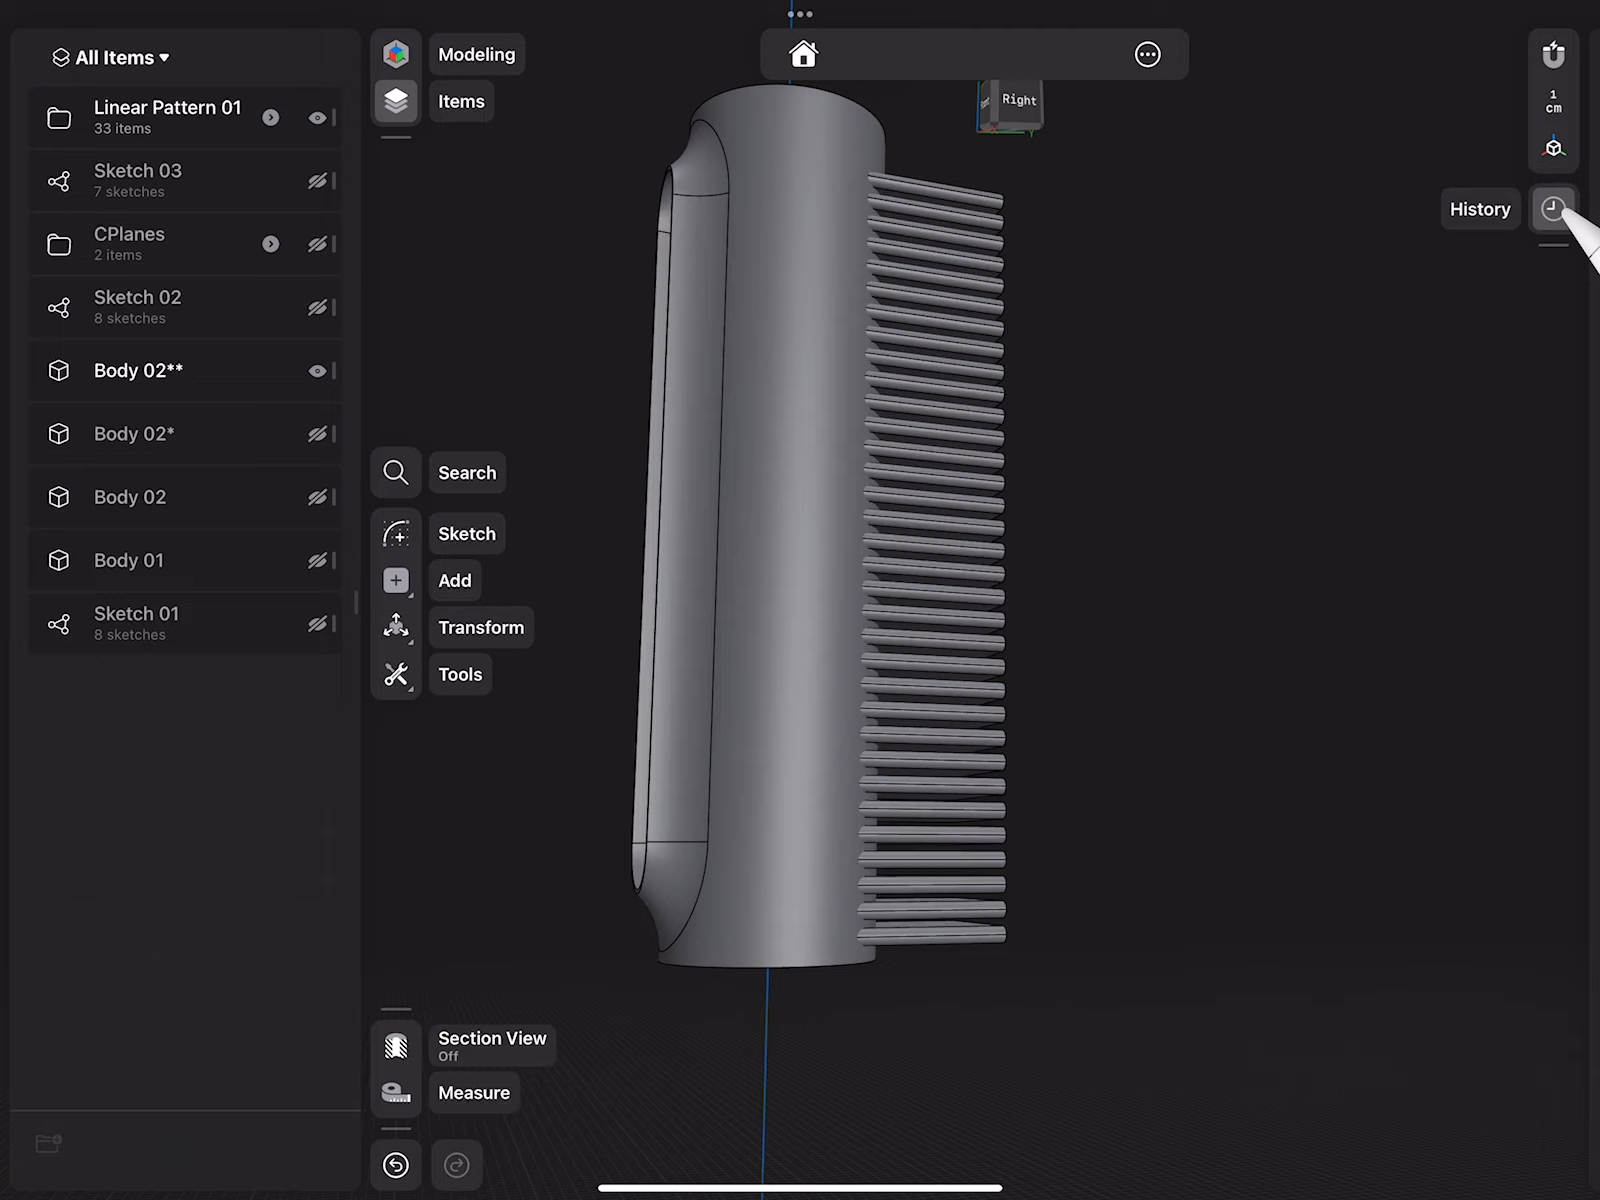 All Items
Linear Pattern 01
33 items
Sketch 03
7 sketches
CPlanes
2 items
Sketch 02
8 sketches
Body 02**
Body 02*
Body 02
Body 01
Sketch 01
8 sketches
Modeling
Items
Search
Sketch
Add
Transform
Tools
Section View
Off
Measure
Right
Y
1
cm
History